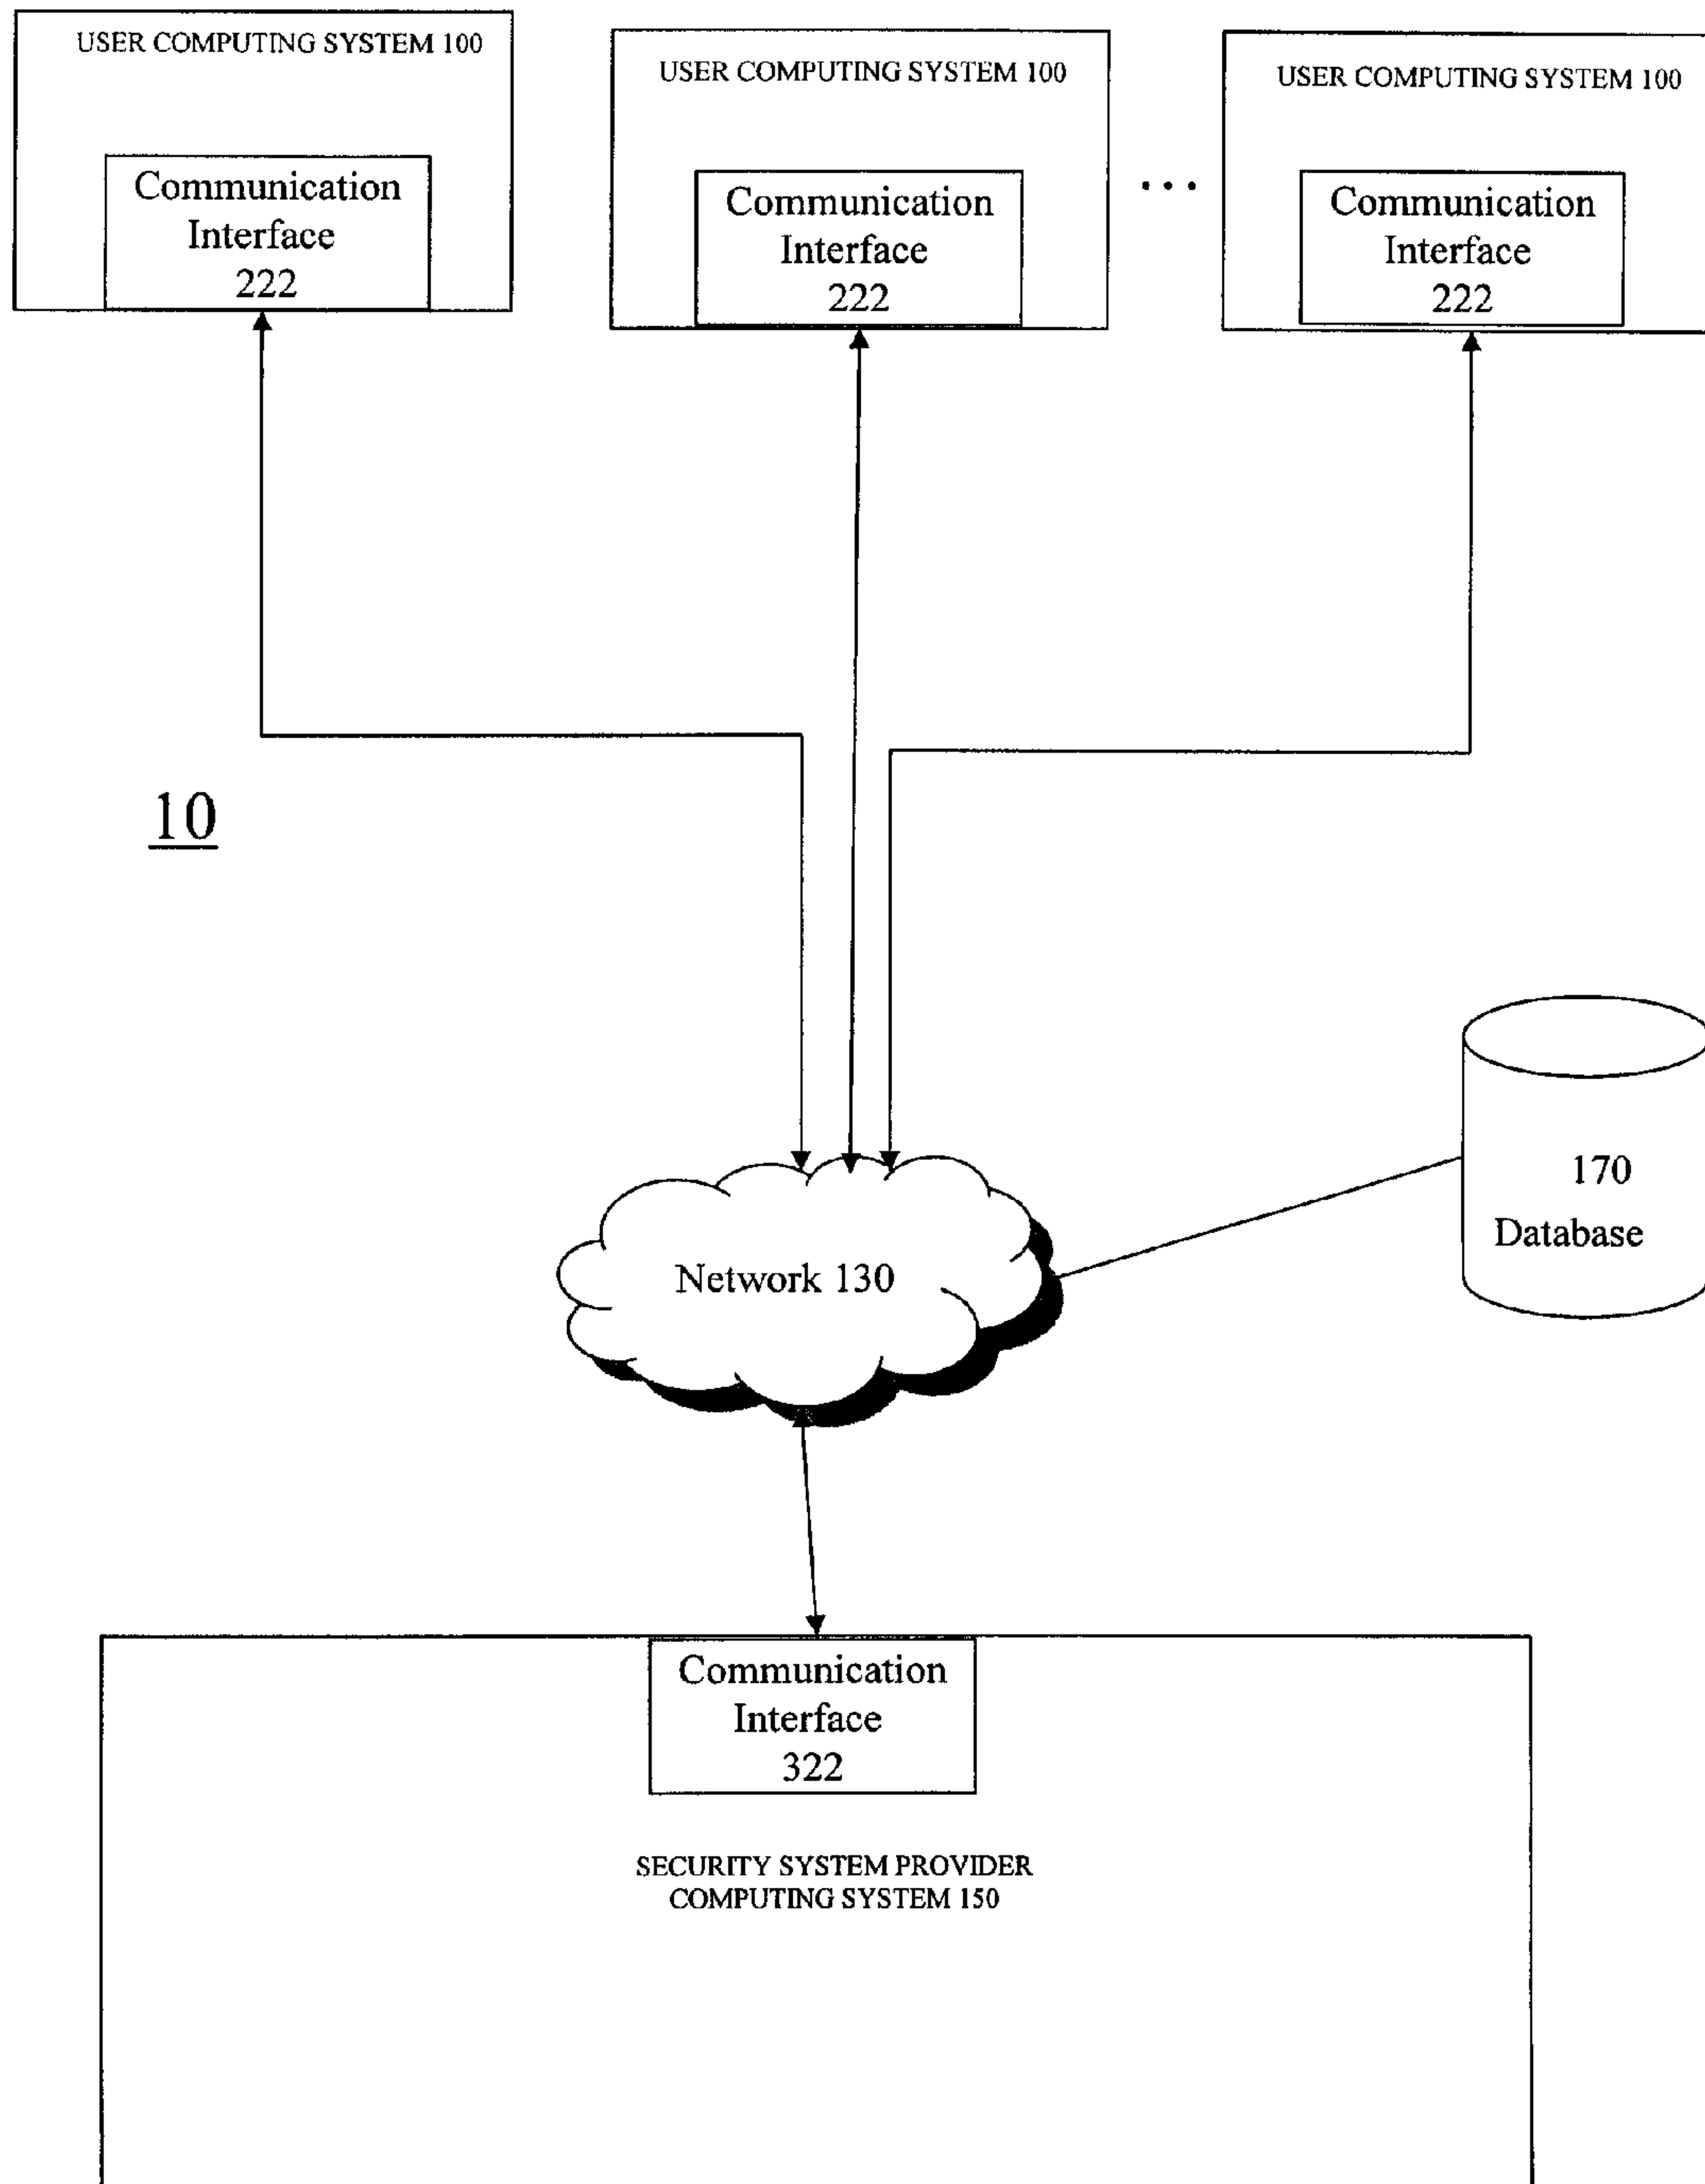 USER COMPUTING SYSTEM 100
Communication
Interface
222
USER COMPUTING SYSTEM 100
Communication
Interface
222
...
USER COMPUTING SYSTEM 100
Communication
Interface
222
10
170
Database
Network 130
Communication
Interface
322
SECURITY SYSTEM PROVIDER
COMPUTING SYSTEM 150